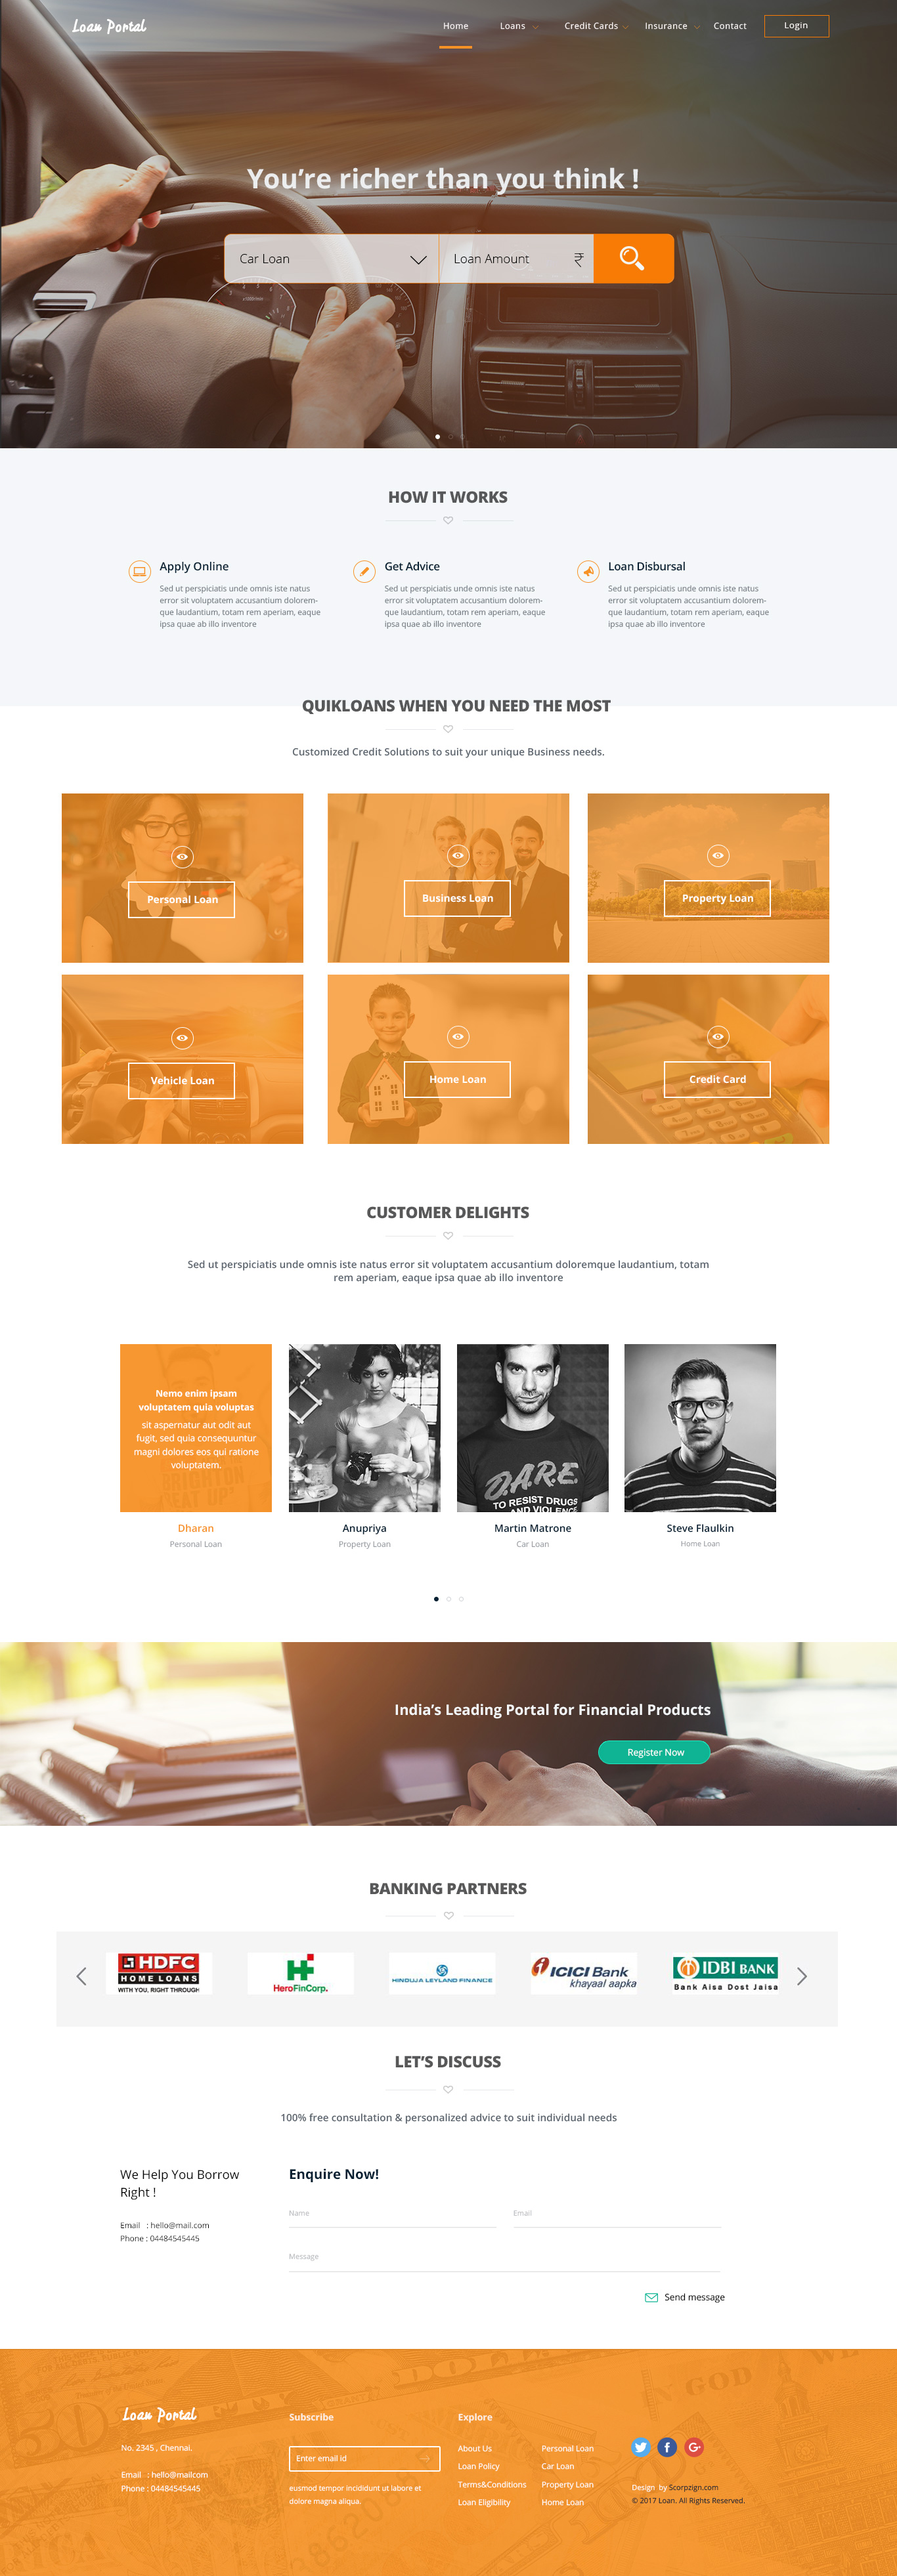 Loan Portal
Home
Loans
Credit Cards
Insurance
Contact
Login
You’re richer than you think !
Car Loan
Loan Amount
₹
HOW IT WORKS
Apply Online
Sed ut perspiciatis unde omnis iste natus
error sit voluptatem accusantium dolorem-
que laudantium, totam rem aperiam, eaque
ipsa quae ab illo inventore
Get Advice
Sed ut perspiciatis unde omnis iste natus
error sit voluptatem accusantium dolorem-
que laudantium, totam rem aperiam, eaque
ipsa quae ab illo inventore
Loan Disbursal
Sed ut perspiciatis unde omnis iste natus
error sit voluptatem accusantium dolorem-
que laudantium, totam rem aperiam, eaque
ipsa quae ab illo inventore
QUIKLOANS WHEN YOU NEED THE MOST
Customized Credit Solutions to suit your unique Business needs.
Personal Loan
Business Loan
Property Loan
Vehicle Loan
Home Loan
Credit Card
CUSTOMER DELIGHTS
Sed ut perspiciatis unde omnis iste natus error sit voluptatem accusantium doloremque laudantium, totam
rem aperiam, eaque ipsa quae ab illo inventore
Nemo enim ipsam
voluptatem quia voluptas
sit aspernatur aut odit aut
fugit, sed quia consequuntur
magni dolores eos qui ratione
voluptatem.
Dharan
Personal Loan
Anupriya
Property Loan
D.A.R.E.
TO RESIST DRUGS
AND VIOLENCE
Martin Matrone
Car Loan
Steve Flaulkin
Home Loan
India’s Leading Portal for Financial Products
Register Now
BANKING PARTNERS
HDFC
HOME LOANS
WITH YOU, RIGHT THROUGH
HeroFinCorp.
HINDUJA LEYLAND FINANCE
ICICI Bank
khayaal aapka
IDBI BANK
Bank Aisa Dost Jaisa
LET’S DISCUSS
100% free consultation & personalized advice to suit individual needs
We Help You Borrow
Right !
Email : hello@mail.com
Phone : 04484545445
Enquire Now!
Name
Email
Message
Send message
Loan Portal
No. 2345 , Chennai.
Email : hello@mailcom
Phone : 04484545445
Subscribe
Enter email id
eusmod tempor incididunt ut labore et
dolore magna aliqua.
Explore
About Us
Loan Policy
Terms&Conditions
Loan Eligibility
Personal Loan
Car Loan
Property Loan
Home Loan
Design by Scorpzign.com
© 2017 Loan. All Rights Reserved.